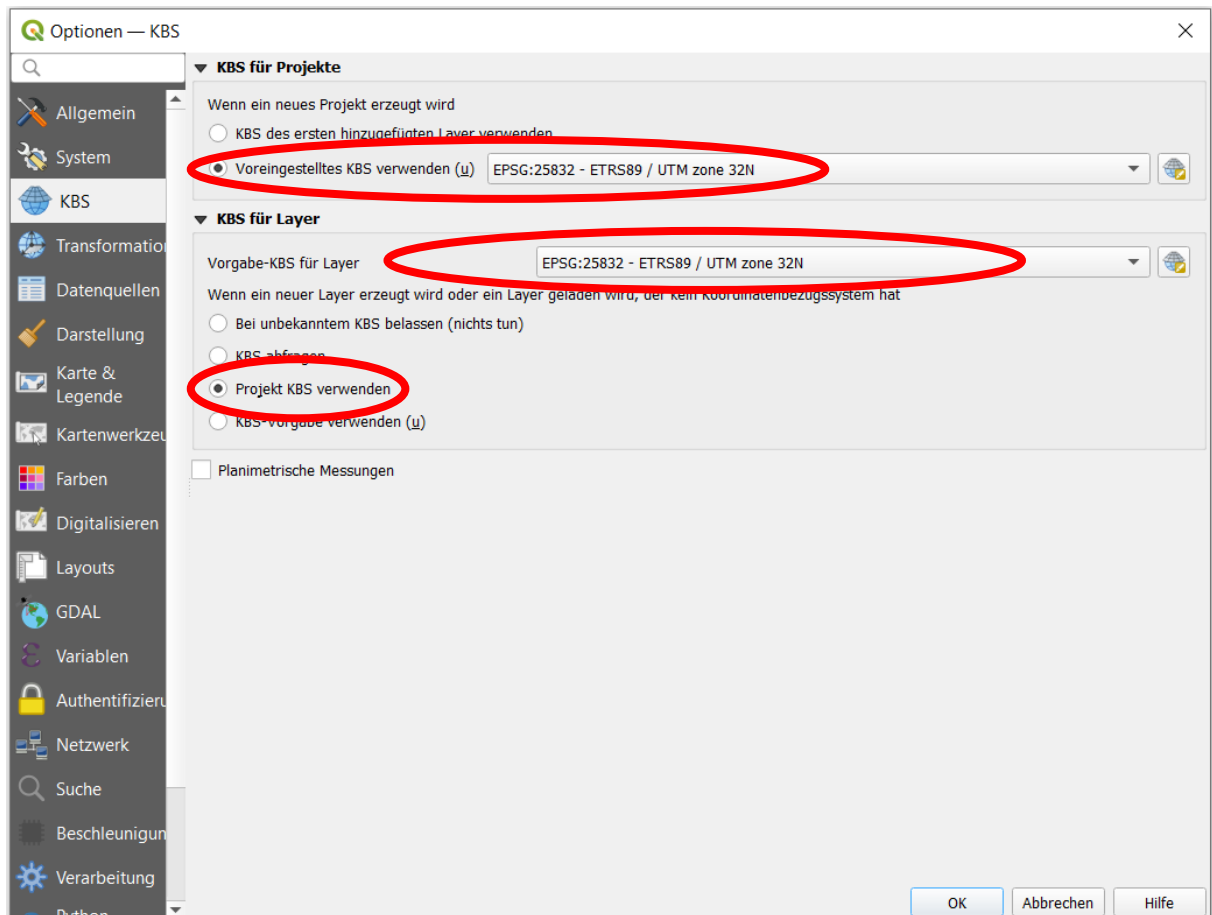 Optionen — KBS
KBS für Projekte
Allgemein
Wenn ein neues Projekt erzeugt wird
KBS des ersten hinzugefügten Layer verwenden
System
Voreingestelltes KBS verwenden (u) EPSG:25832 - ETRS89 / UTM zone 32N
KBS
KBS für Layer
Transformatio
Vorgabe-KBS für Layer EPSG:25832 - ETRS89 / UTM zone 32N
Datenquellen
Wenn ein neuer Layer erzeugt wird oder ein Layer geladen wird, der kein Koordinatenbezugssystem hat
Bei unbekanntem KBS belassen (nichts tun)
Darstellung
KBS abfragen
Karte &
Legende
Projekt KBS verwenden
KBS-Vorgabe verwenden (u)
Kartenwerkzeu
Planimetrische Messungen
Farben
Digitalisieren
Layouts
GDAL
Variablen
Authentifizieru
Netzwerk
Suche
Beschleunigun
Verarbeitung
Python
OK Abbrechen Hilfe